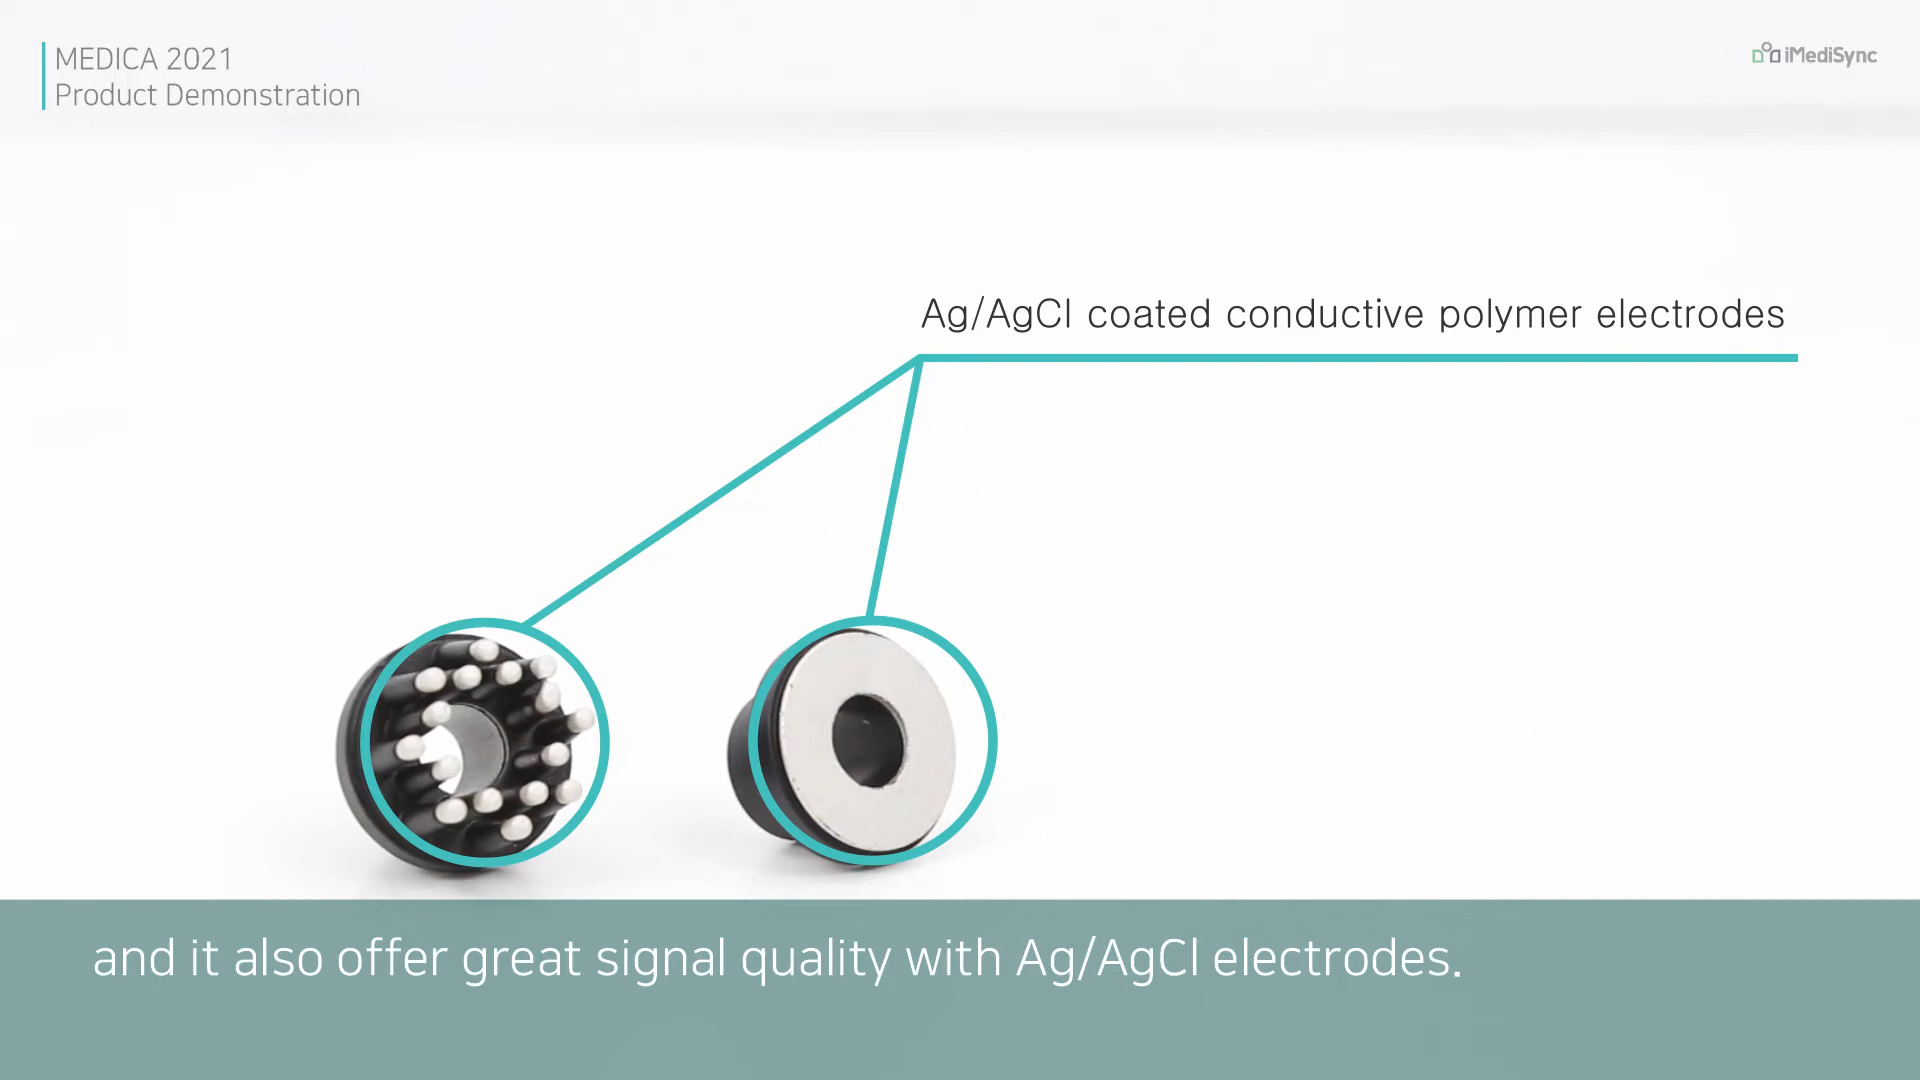 MEDICA 2021
Product Demonstration
iMediSync
Ag/AgCl coated conductive polymer electrodes
and it also offer great signal quality with Ag/AgCl electrodes.